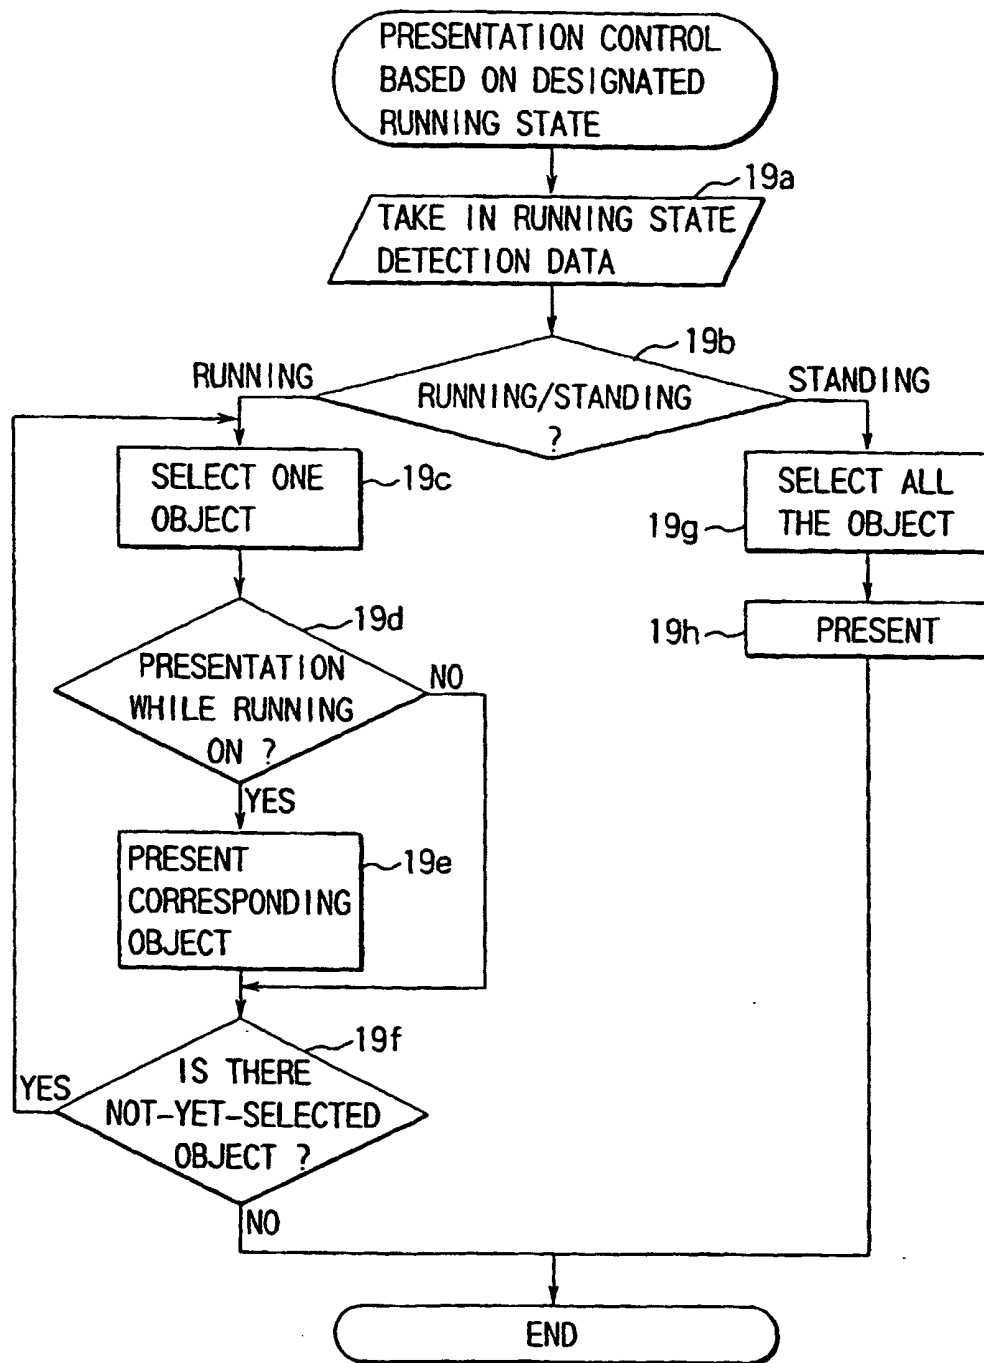 PRESENTATION CONTROL
BASED ON DESIGNATED
RUNNING STATE
19a
TAKE IN RUNNING STATE
DETECTION DATA
19b
RUNNING
RUNNING/STANDING
?
STANDING
SELECT ONE
OBJECT
19c
SELECT ALL
THE OBJECT
19g
19d
PRESENTATION
WHILE RUNNING
ON ?
NO
19h
PRESENT
YES
PRESENT
CORRESPONDING
OBJECT
19e
19f
IS THERE
NOT-YET-SELECTED
OBJECT ?
YES
NO
END